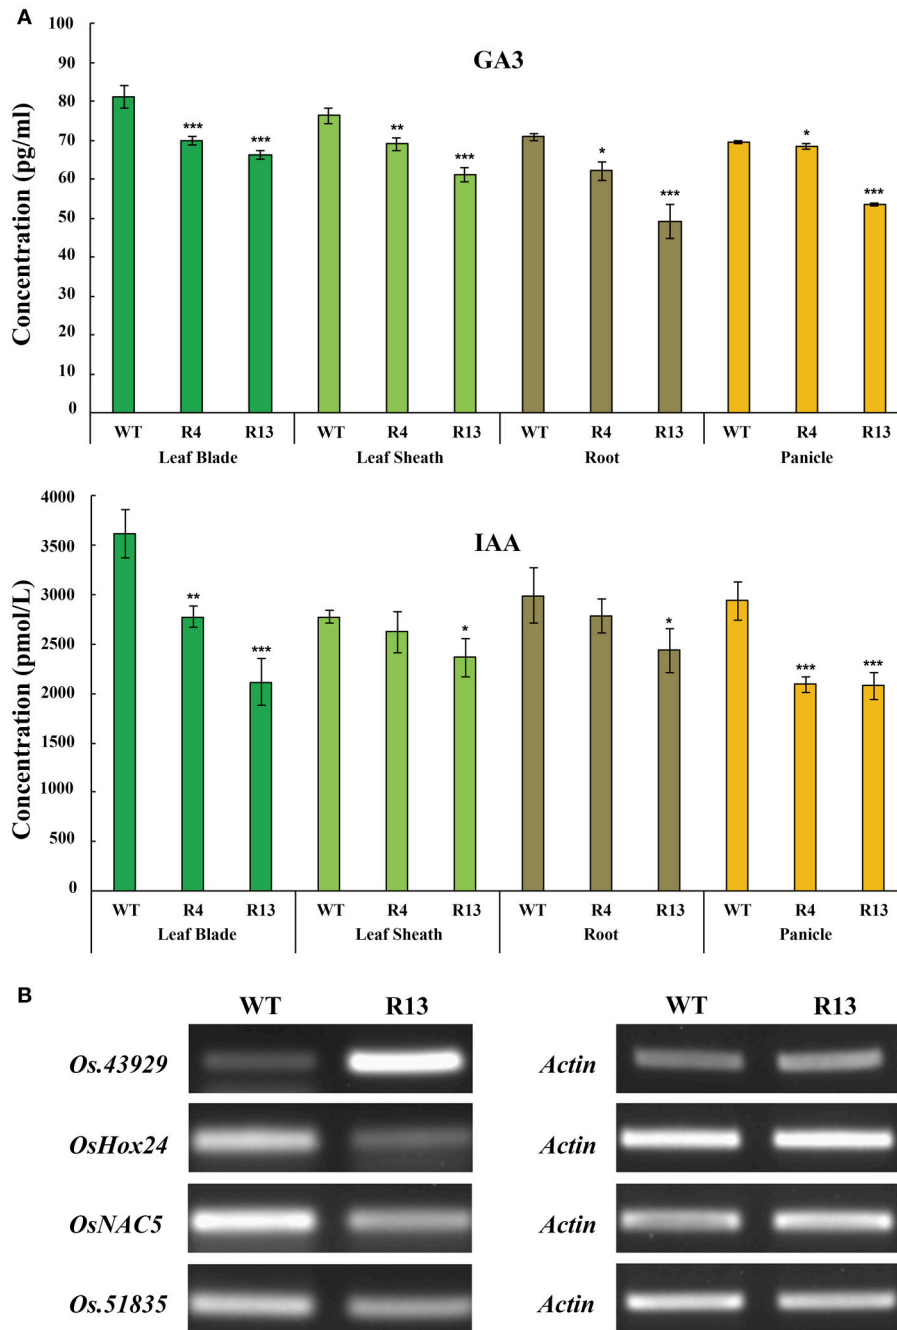 A
GA3
Concentration (pg/ml)
100
90
80
70
60
50
40
30
20
10
0
*** *** ** *** * *** * ***
WT R4 R13 WT R4 R13 WT R4 R13 WT R4 R13
Leaf Blade Leaf Sheath Root Panicle
IAA
Concentration (pmol/L)
4000
3500
3000
2500
2000
1500
1000
500
0
** *** * * *** ***
WT R4 R13 WT R4 R13 WT R4 R13 WT R4 R13
Leaf Blade Leaf Sheath Root Panicle
B
WT R13 WT R13
Os.43929 Actin
OsHox24 Actin
OsNAC5 Actin
Os.51835 Actin